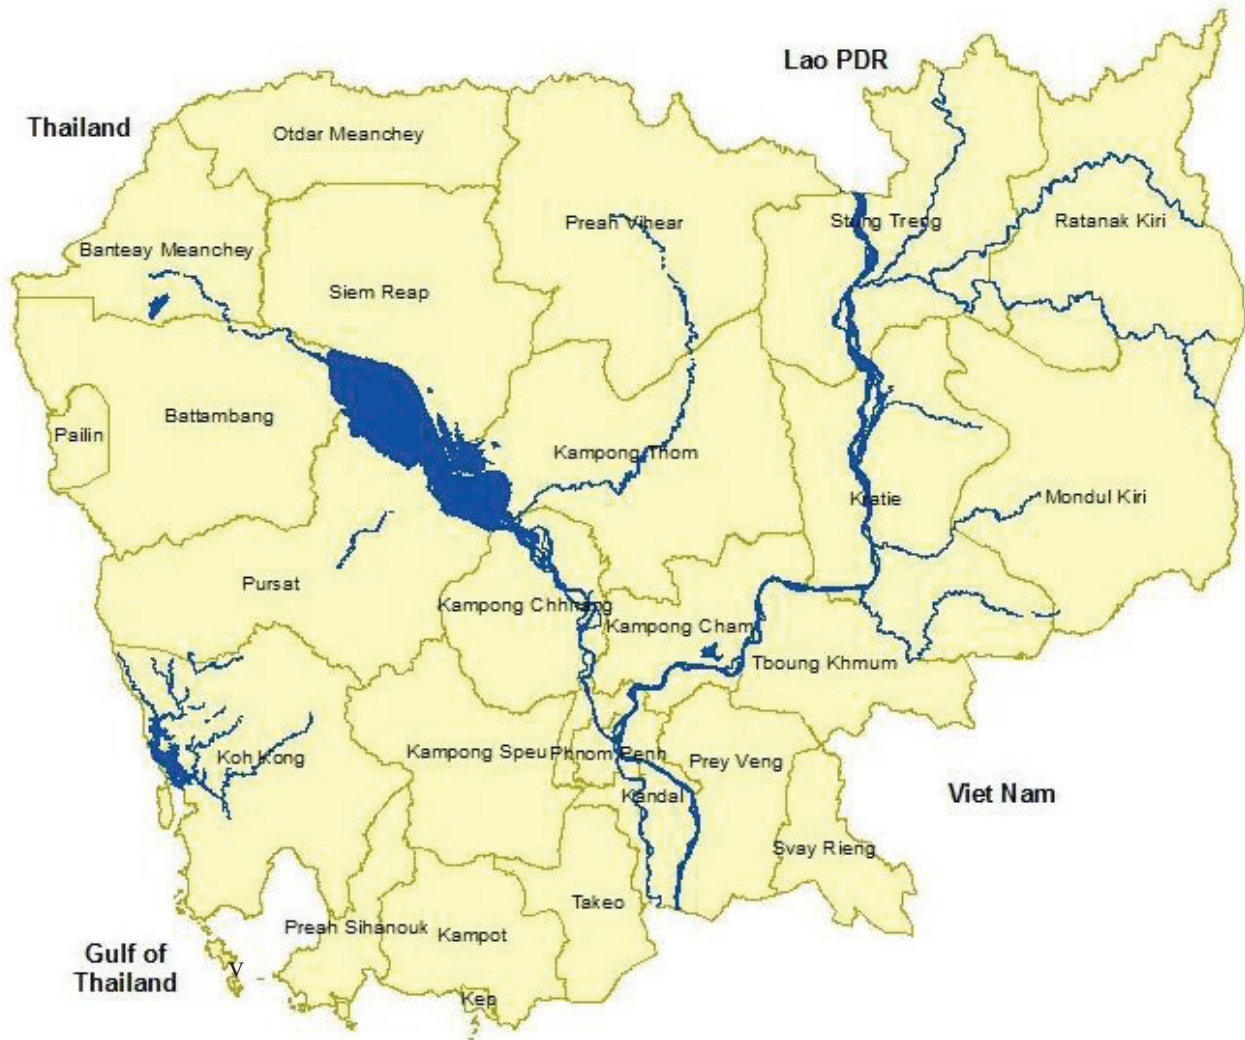 Lao PDR
Thailand
Otdar Meanchey
Preah Vihear
Stung Treng
Ratanak Kiri
Banteay Meanchey
Siem Reap
Battambang
Pailin
Kampong Thom
Kratie
Mondul Kiri
Pursat
Kampong Chhnang
Kampong Cham
Tboung Khmum
Koh Kong
Kampong Speu
Phnom Penh
Prey Veng
Kandal
Viet Nam
Svay Rieng
Takeo
Preah Sihanouk
Kampot
Gulf of
Thailand
V
Kep